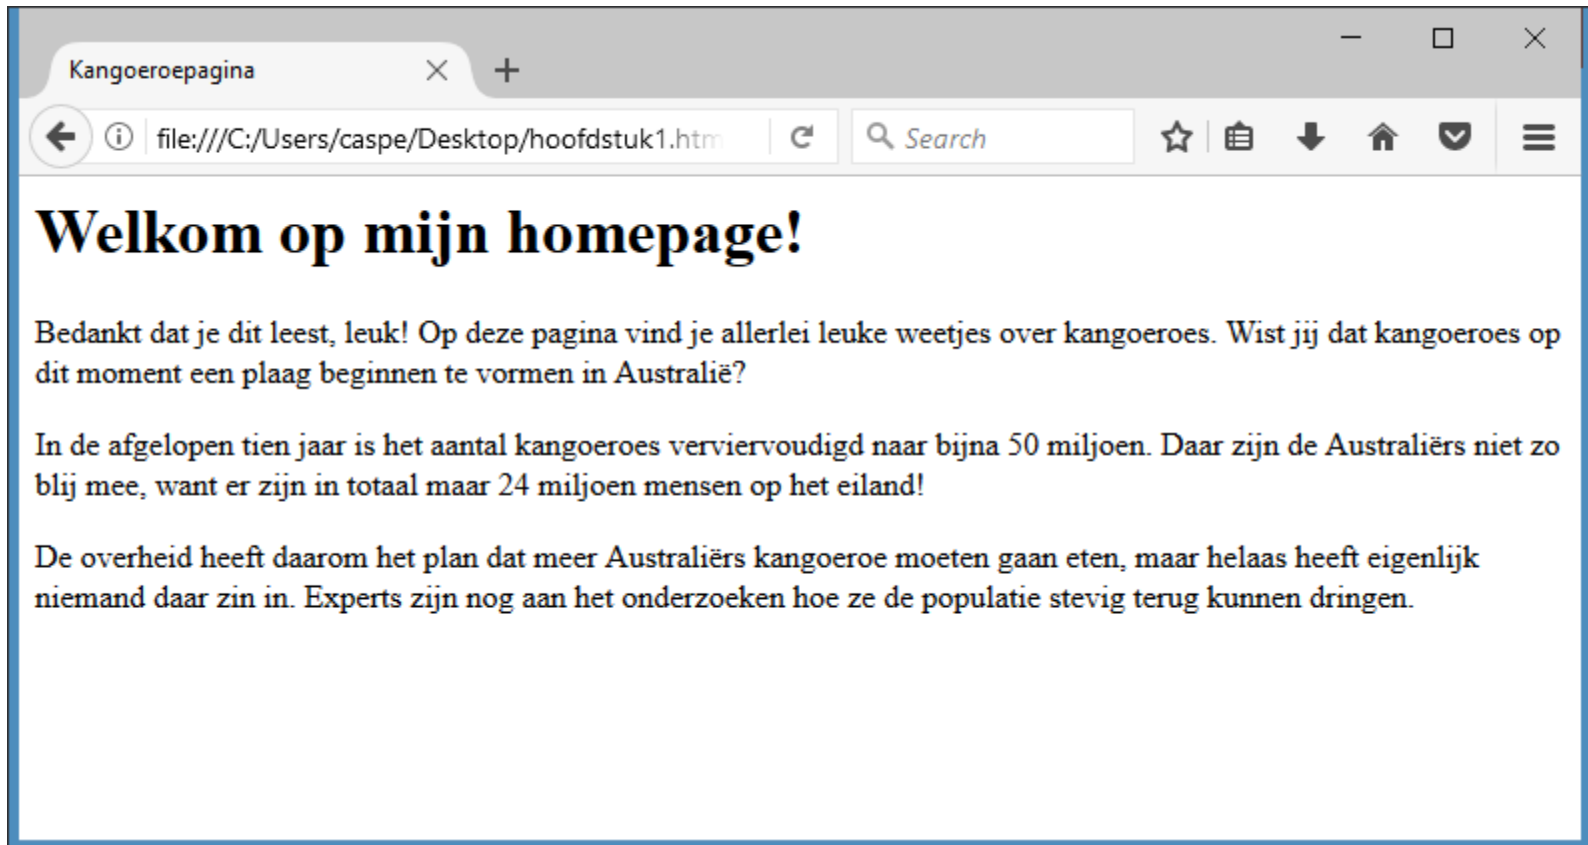 Kangoeroepagina
file:///C:/Users/caspe/Desktop/hoofdstuk1.htm
Search
Welkom op mijn homepage!
Bedankt dat je dit leest, leuk! Op deze pagina vind je allerlei leuke weetjes over kangoeroes. Wist jij dat kangoeroes op
dit moment een plaag beginnen te vormen in Australië?
In de afgelopen tien jaar is het aantal kangoeroes verviervoudigd naar bijna 50 miljoen. Daar zijn de Australiërs niet zo
blij mee, want er zijn in totaal maar 24 miljoen mensen op het eiland!
De overheid heeft daarom het plan dat meer Australiërs kangoeroe moeten gaan eten, maar helaas heeft eigenlijk
niemand daar zin in. Experts zijn nog aan het onderzoeken hoe ze de populatie stevig terug kunnen dringen.